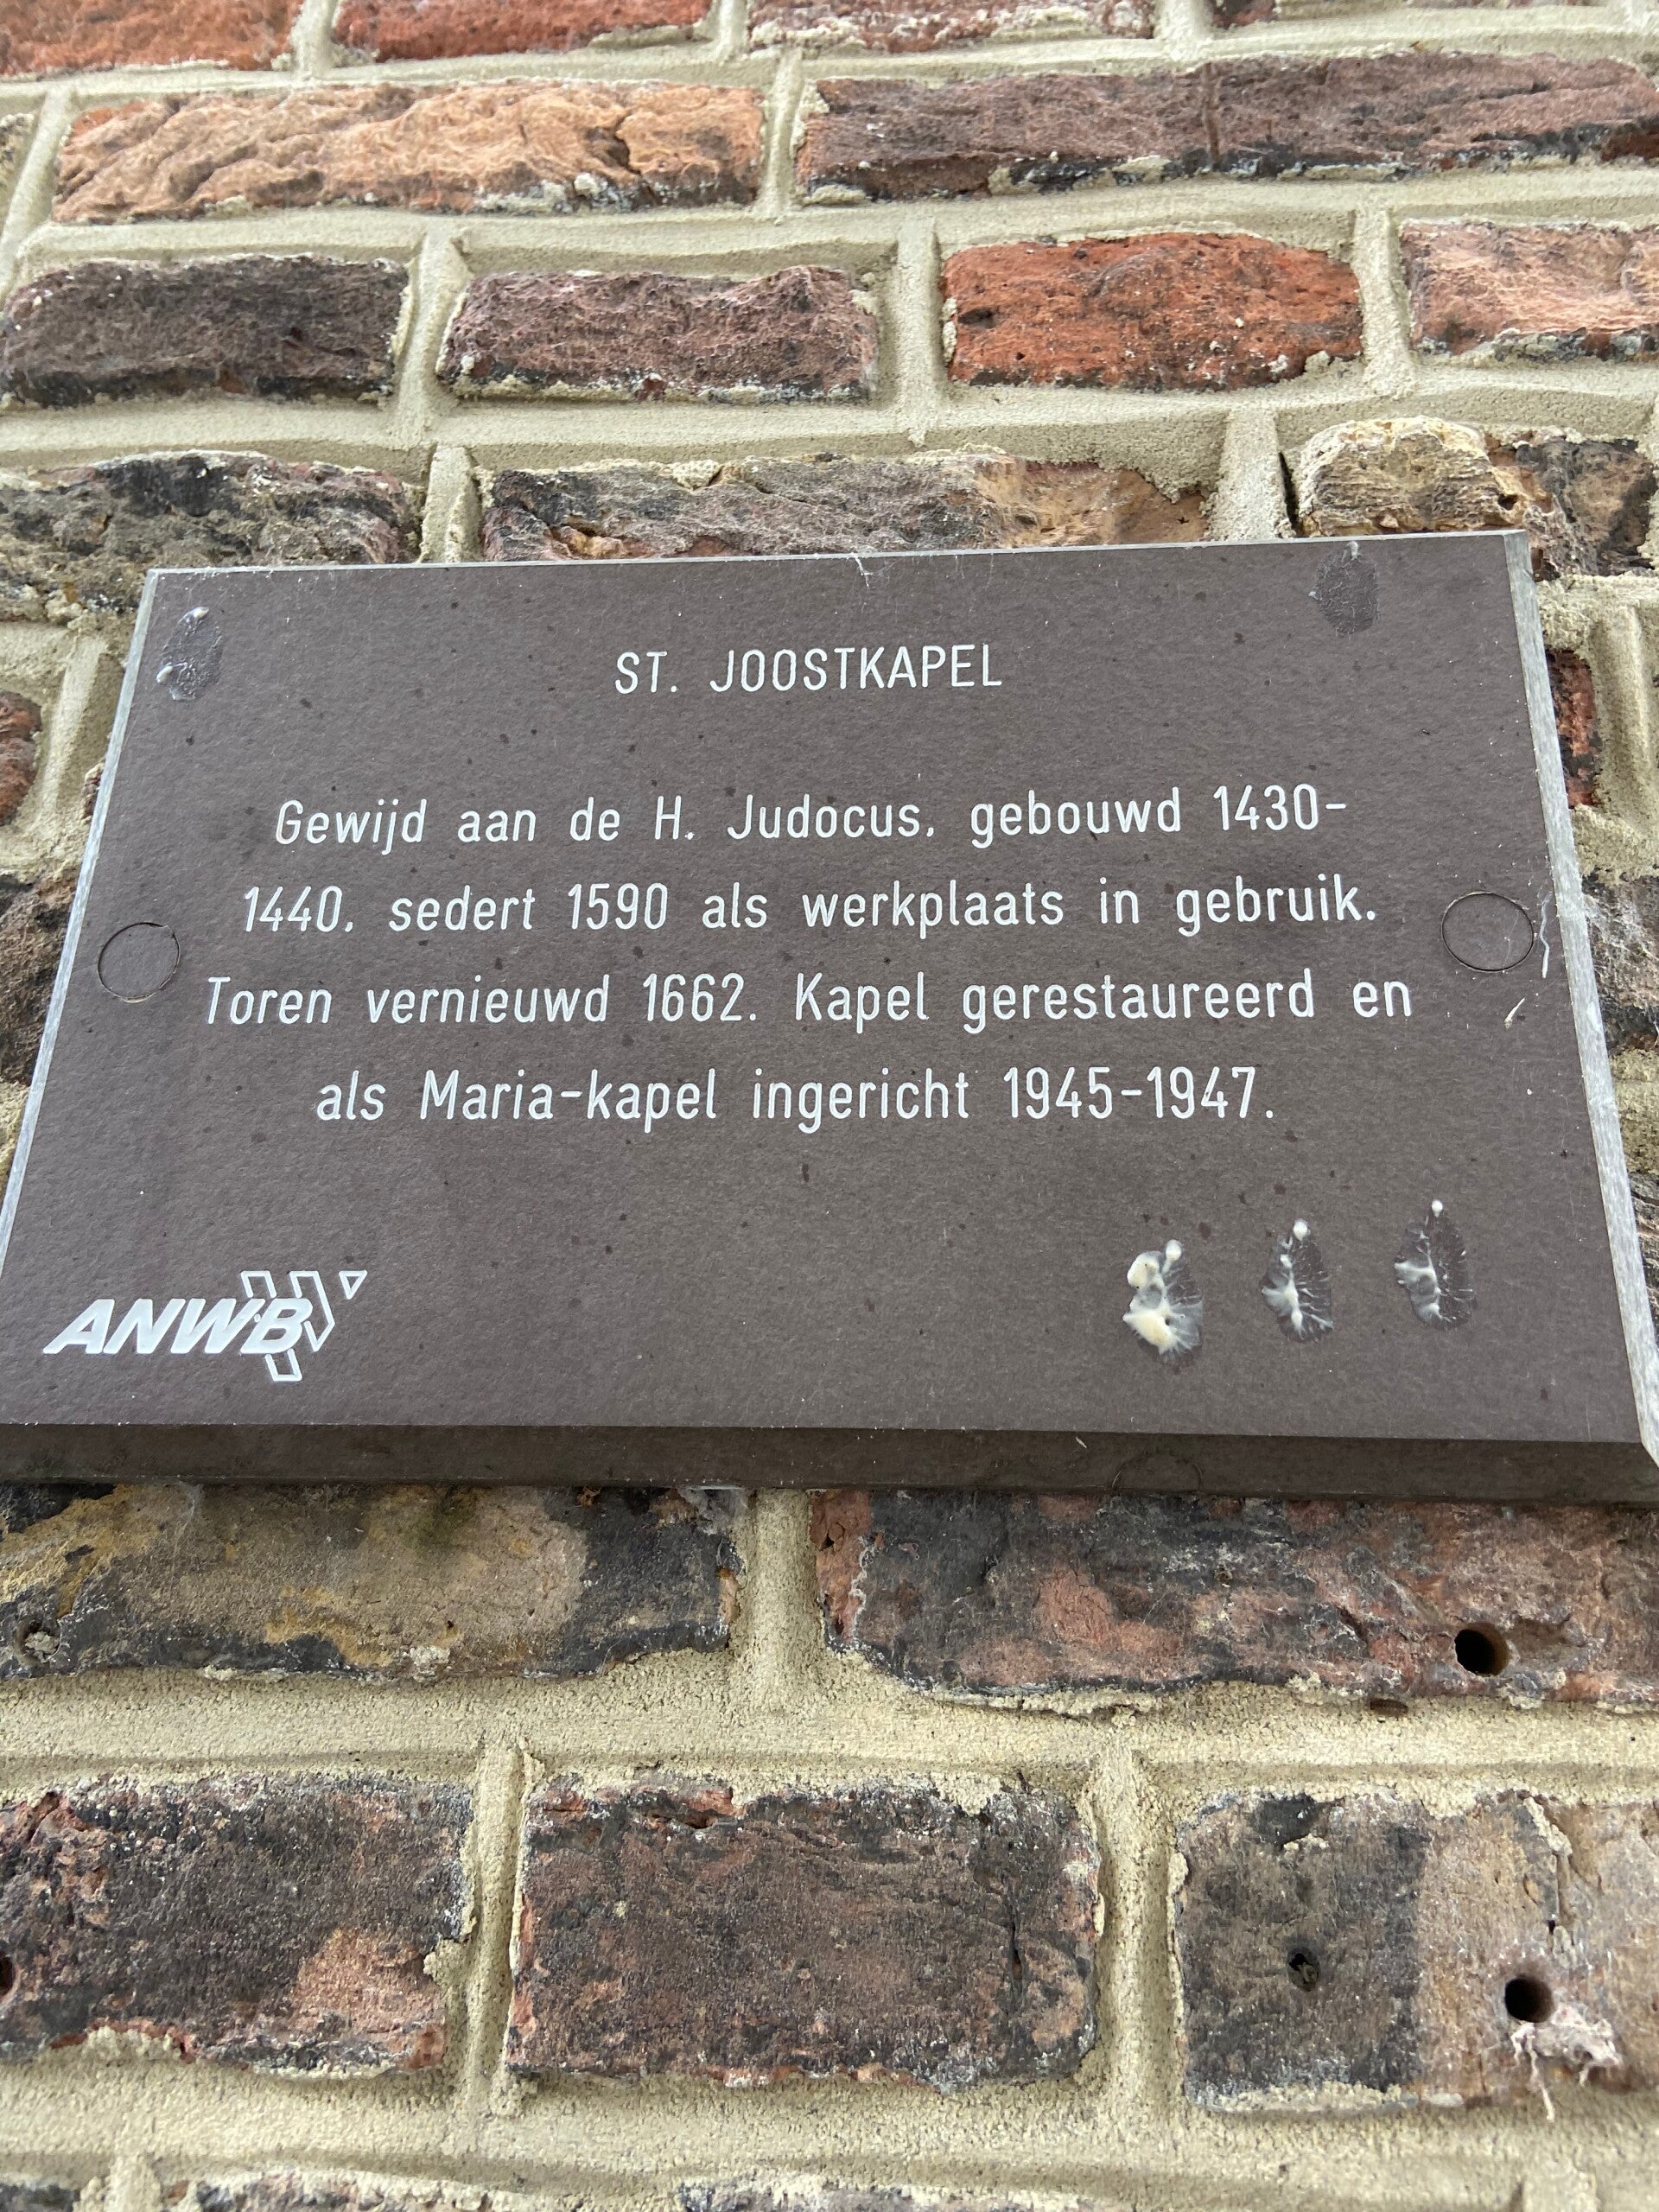 ST. JOOSTKAPEL
Gewijd aan de H. Judocus, gebouwd 1430-
1440, sedert 1590 als werkplaats in gebruik.
Toren vernieuwd 1662. Kapel gerestaureerd en
als Maria-kapel ingericht 1945-1947.
ANWB